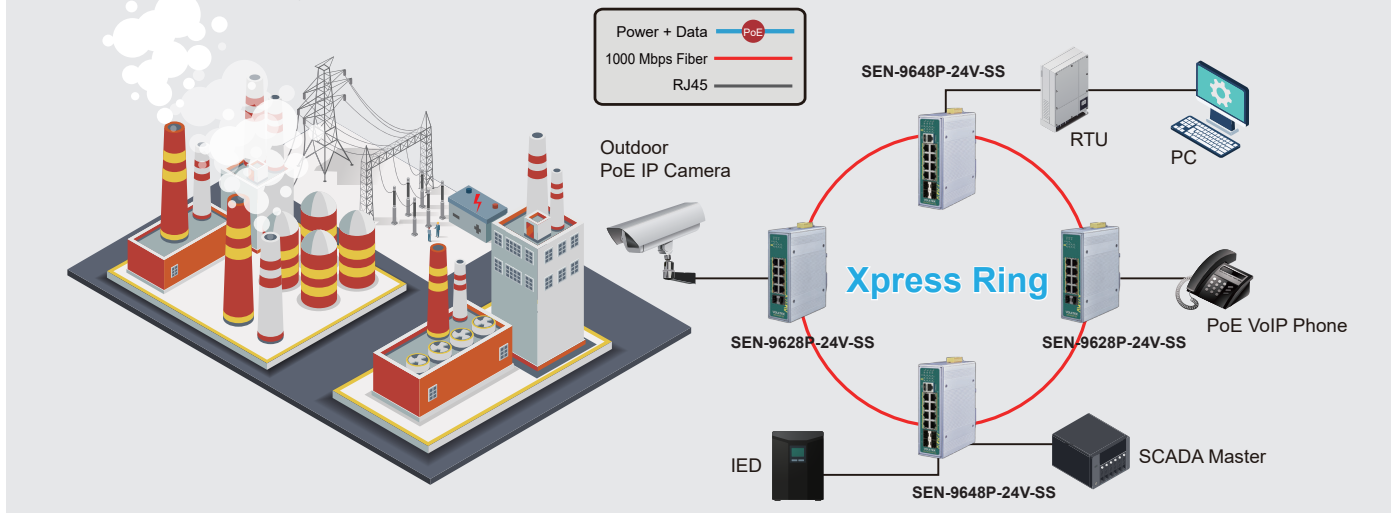 Power + Data
PoE
1000 Mbps Fiber
RJ45
SEN-9648P-24V-SS
RTU
PC
Outdoor
PoE IP Camera
Xpress Ring
SEN-9628P-24V-SS
SEN-9628P-24V-SS
PoE VoIP Phone
IED
SCADA Master
SEN-9648P-24V-SS